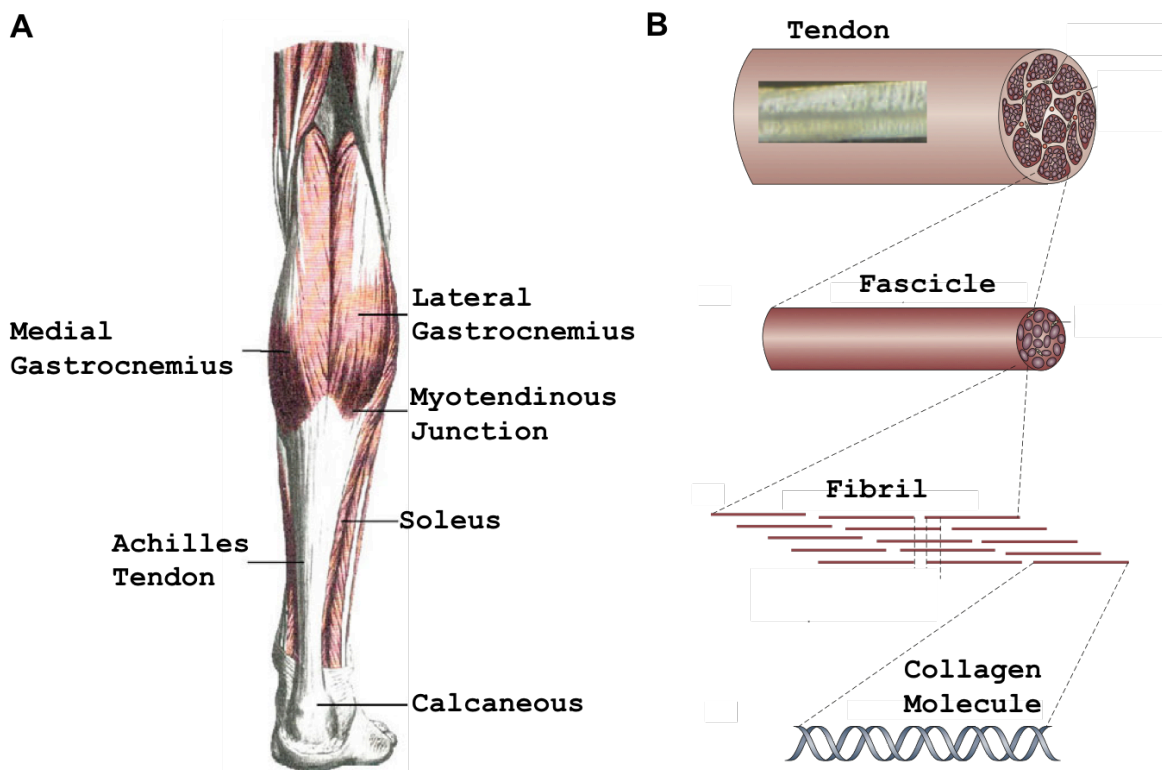 A
Medial
Gastrocnemius
Lateral
Gastrocnemius
Myotendinous
Junction
Soleus
Achilles
Tendon
Calcaneous
B
Tendon
Fascicle
Fibril
Collagen
Molecule